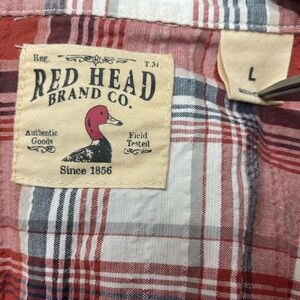 Reg. T.M.
RED HEAD
BRAND CO.
Authentic Field
Goods Tested
Since 1856
L